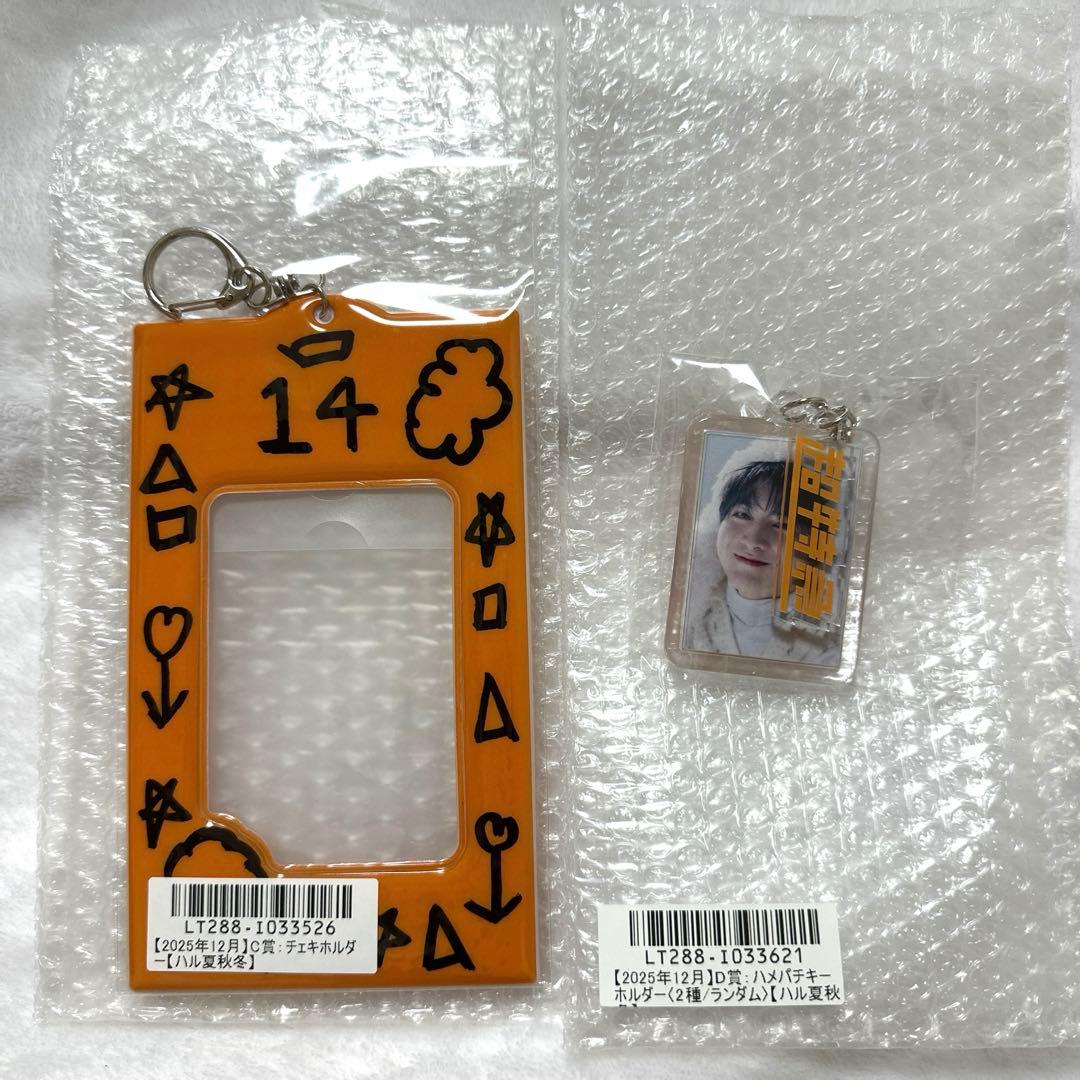 14
LT288-I033526
【2025年12月】C賞:チェキホルダ
ー【ハル夏秋冬】
超特急
LT288-I033621
【2025年12月】D賞:ハメパチキー
ホルダー〈2種/ランダム〉【ハル夏秋